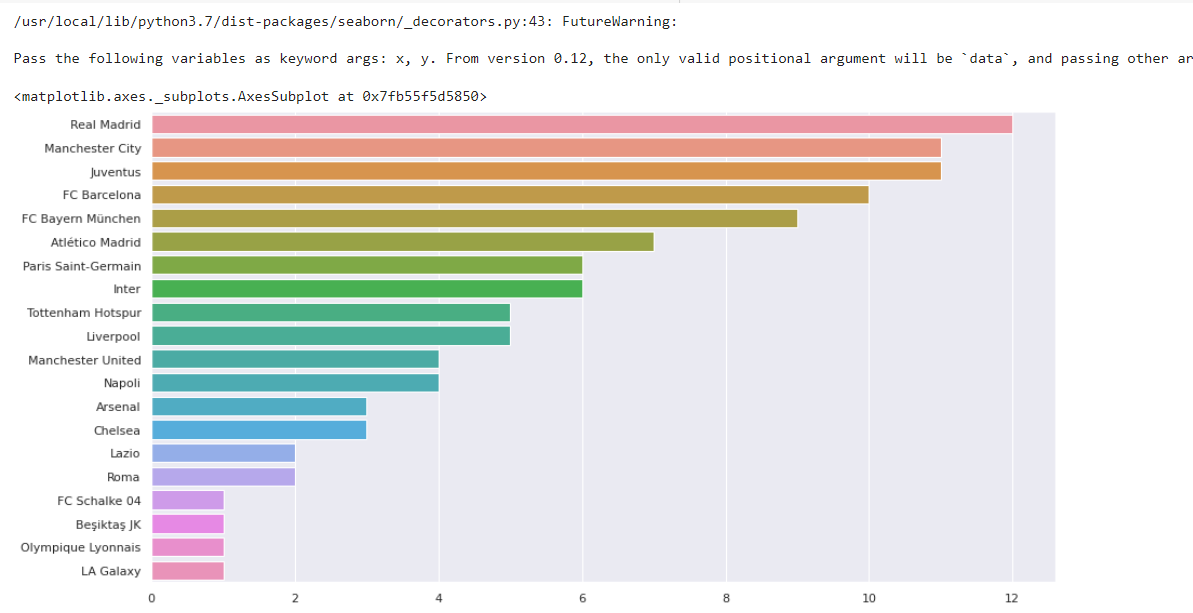 /usr/local/lib/python3.7/dist-packages/seaborn/_decorators.py:43: FutureWarning:
Pass the following variables as keyword args: x, y. From version 0.12, the only valid positional argument will be `data`, and passing other ar
<matplotlib.axes._subplots.AxesSubplot at 0x7fb55f5d5850>
Real Madrid
Manchester City
Juventus
FC Barcelona
FC Bayern München
Atlético Madrid
Paris Saint-Germain
Inter
Tottenham Hotspur
Liverpool
Manchester United
Napoli
Arsenal
Chelsea
Lazio
Roma
FC Schalke 04
Beşiktaş JK
Olympique Lyonnais
LA Galaxy
0 2 4 6 8 10 12